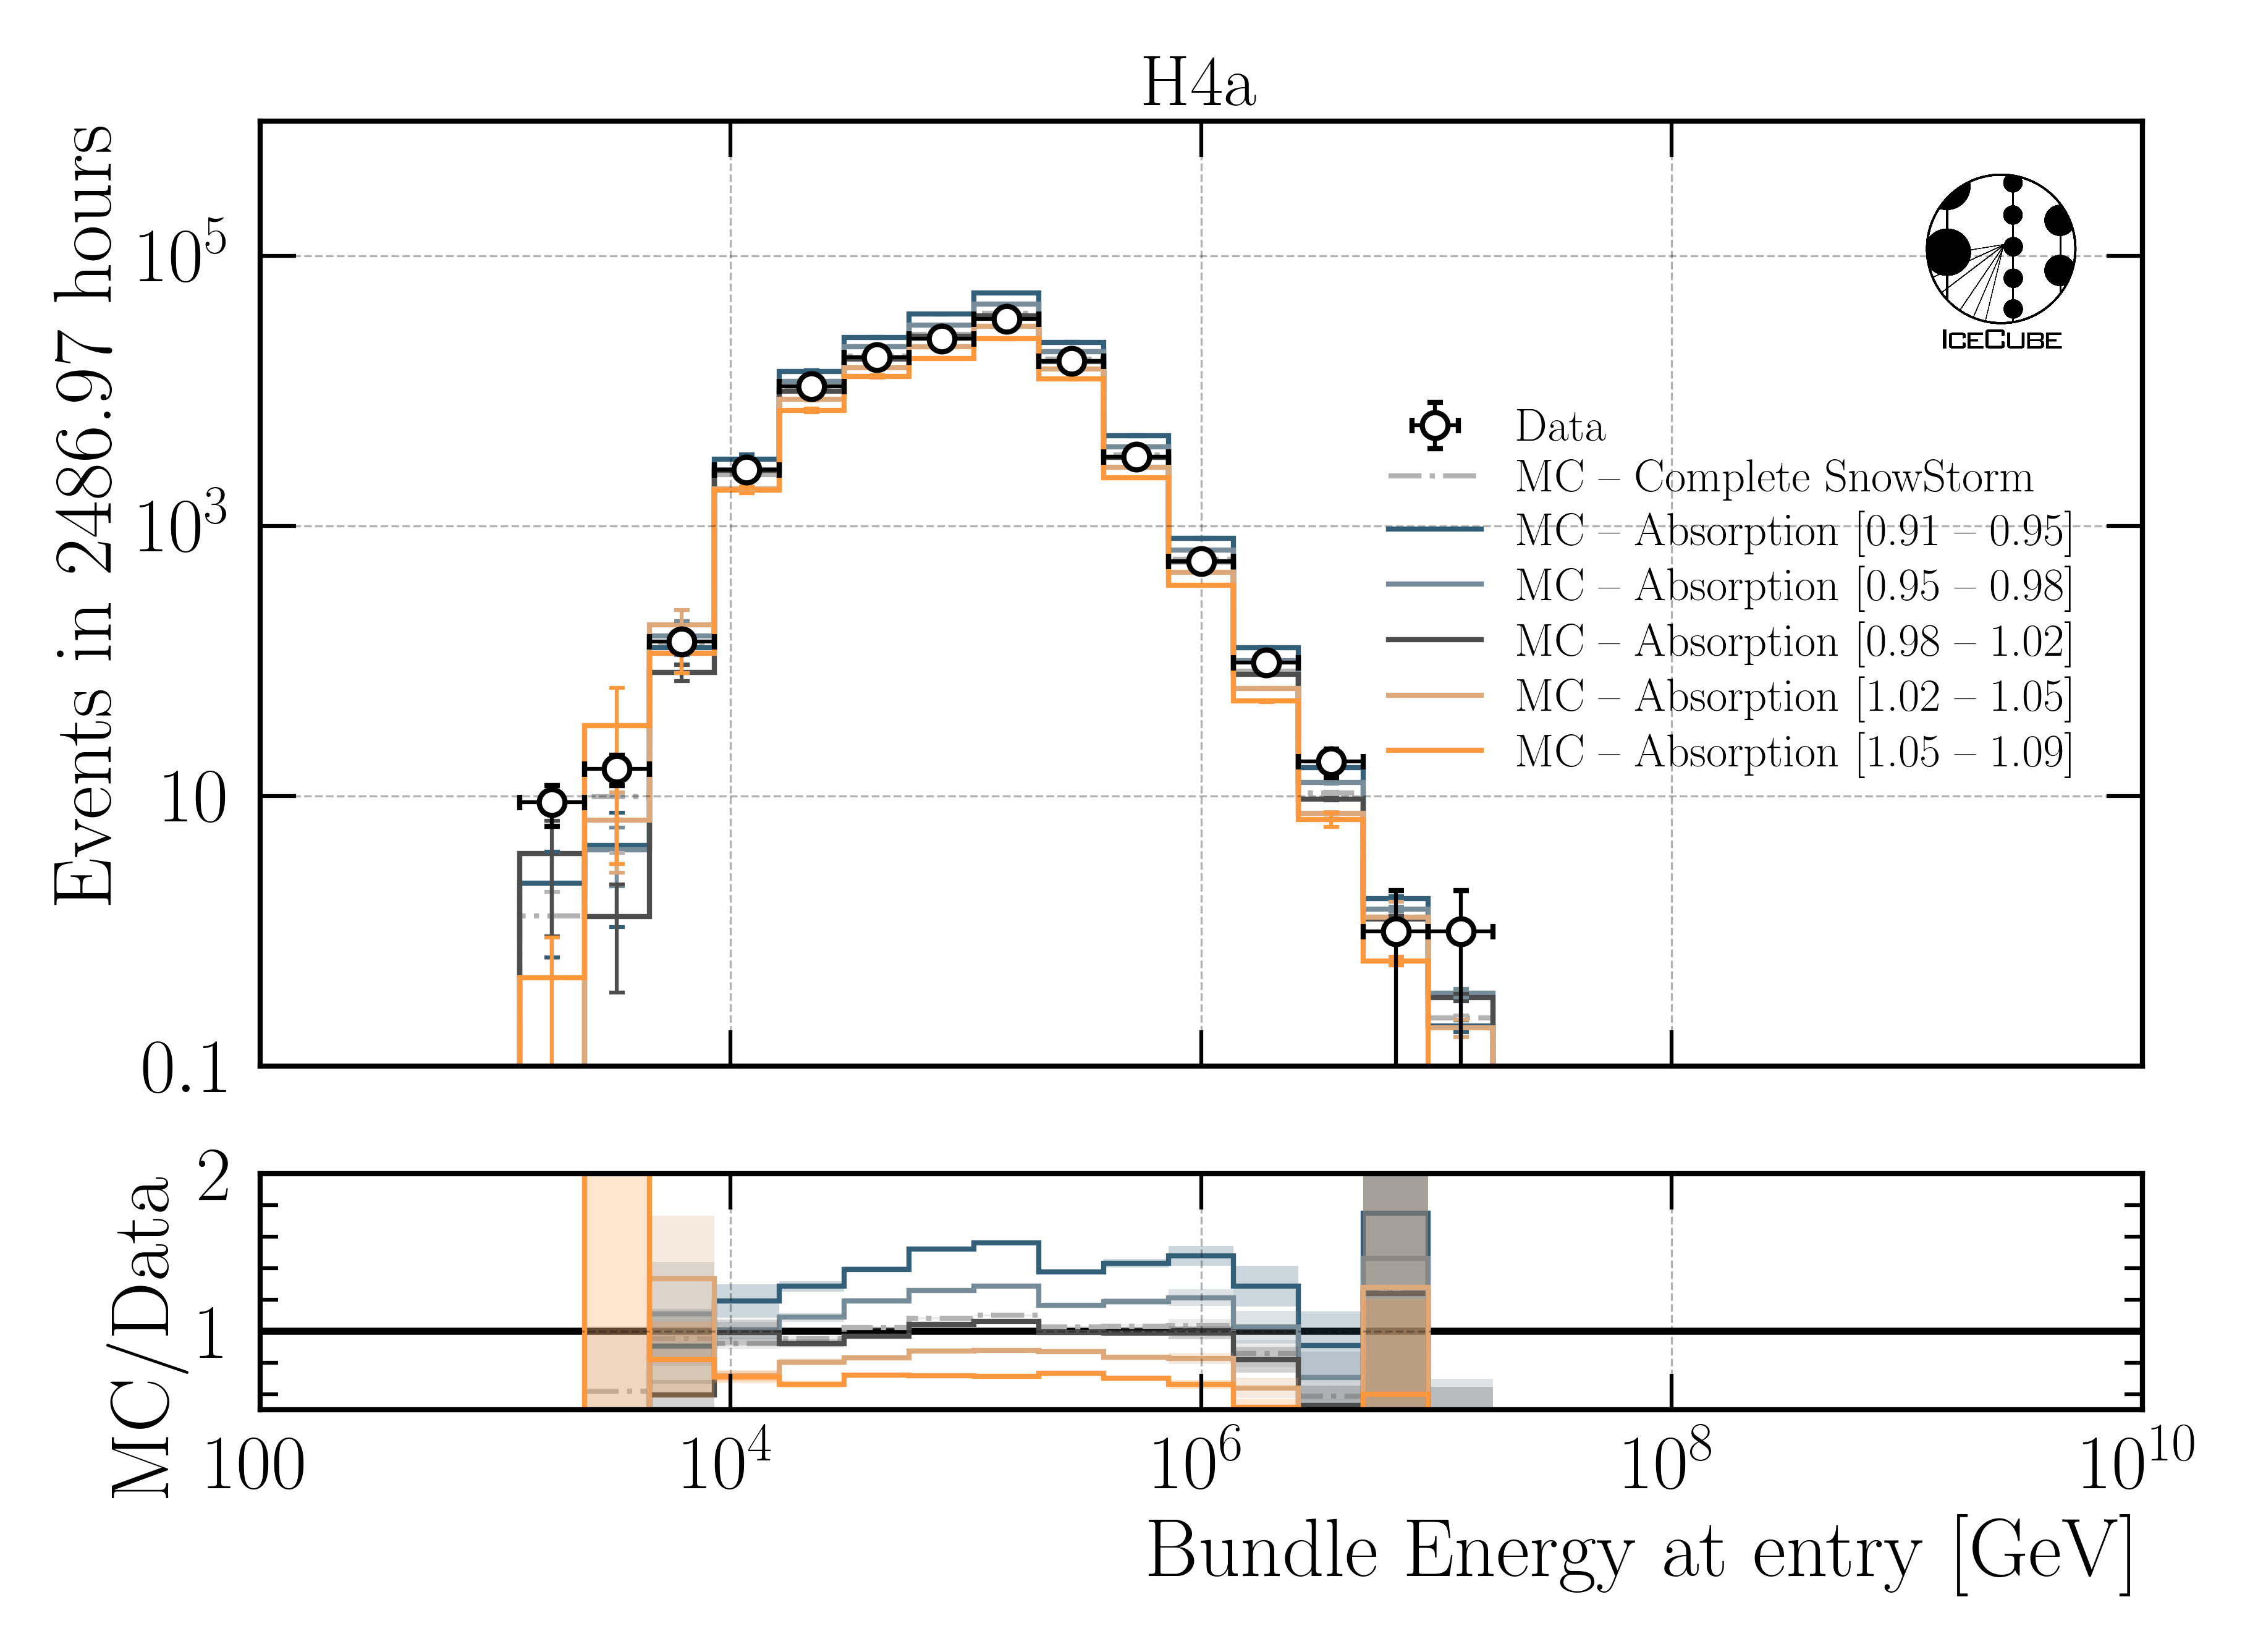 H4a
Events in 2486.97 hours
10^5
10^3
10
0.1
ICECUBE
Data
MC – Complete SnowStorm
MC – Absorption [0.91 – 0.95]
MC – Absorption [0.95 – 0.98]
MC – Absorption [0.98 – 1.02]
MC – Absorption [1.02 – 1.05]
MC – Absorption [1.05 – 1.09]
MC/Data
2
1
100
10^4
10^6
10^8
10^10
Bundle Energy at entry [GeV]